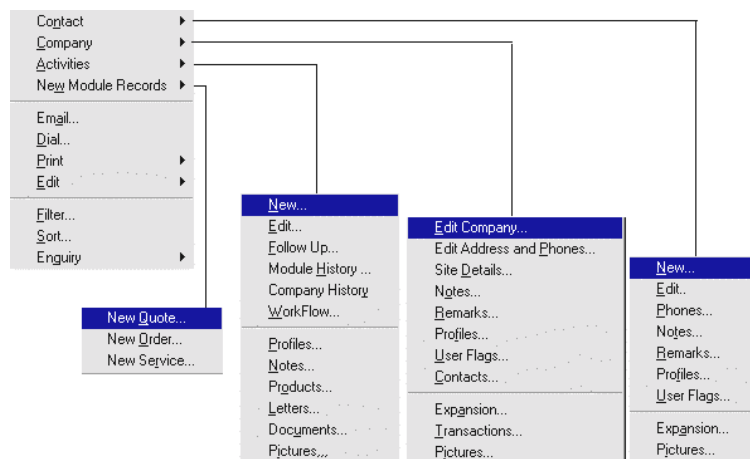 Contact
Company
Activities
New Module Records
Email...
Dial...
Print
Edit
Filter...
Sort...
Enquiry
New Quote...
New Order...
New Service...
New...
Edit...
Follow Up...
Module History ...
Company History
WorkFlow...
Profiles...
Notes...
Products...
Letters...
Documents...
Pictures,,,
Edit Company...
Edit Address and Phones...
Site Details...
Notes...
Remarks...
Profiles...
User Flags...
Contacts...
Expansion...
Transactions...
Pictures...
New...
Edit..
Phones...
Notes...
Remarks...
Profiles...
User Flags...
Expansion...
Pictures...